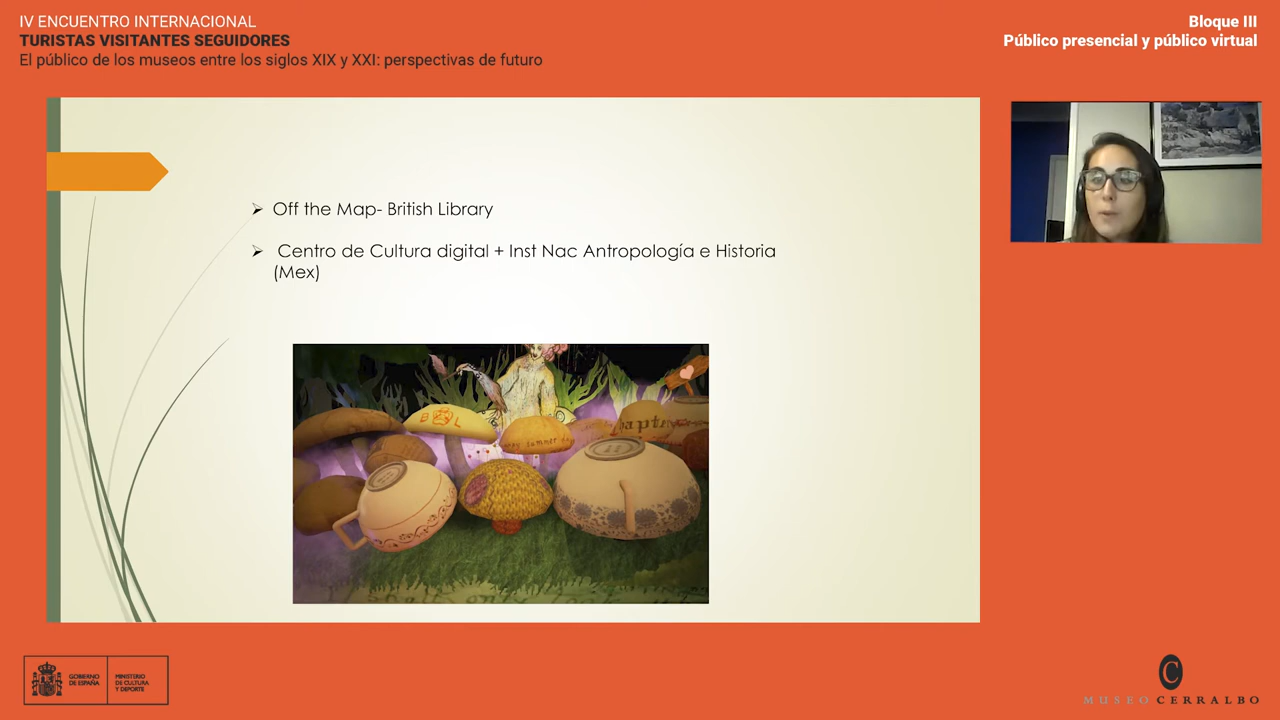 IV ENCUENTRO INTERNACIONAL
TURISTAS VISITANTES SEGUIDORES
El público de los museos entre los siglos XIX y XXI: perspectivas de futuro
Bloque III
Público presencial y público virtual
Off the Map- British Library
Centro de Cultura digital + Inst Nac Antropología e Historia
(Mex)
GOBIERNO
DE ESPAÑA
MINISTERIO
DE CULTURA
Y DEPORTE
C
MUSEO CERRALBO